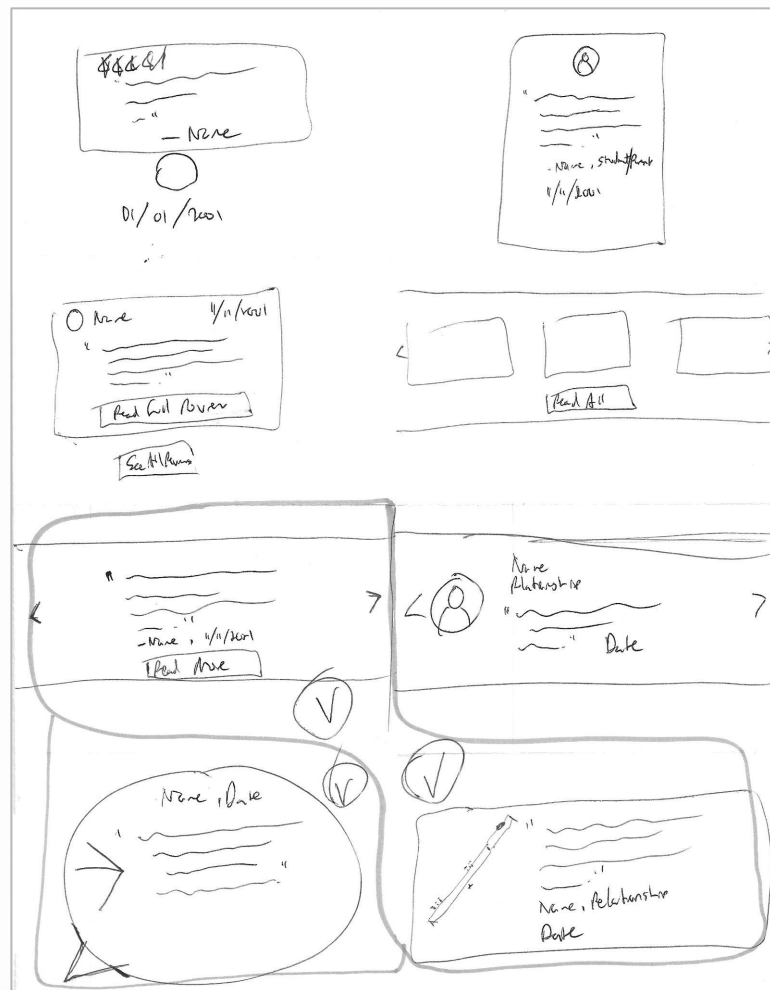 "
"
— Name
01/01/2001
"
"
- Name, Student/Parent
11/11/2001
Name 11/11/2001
"
"
Read Full Review
See All Reviews
<
Read All
"
"
- Name, 11/11/2001
Read More
<
>
Name
Relationship
"
"
Date
<
>
Name, Date
"
"
"
"
Name, Relationship
Date